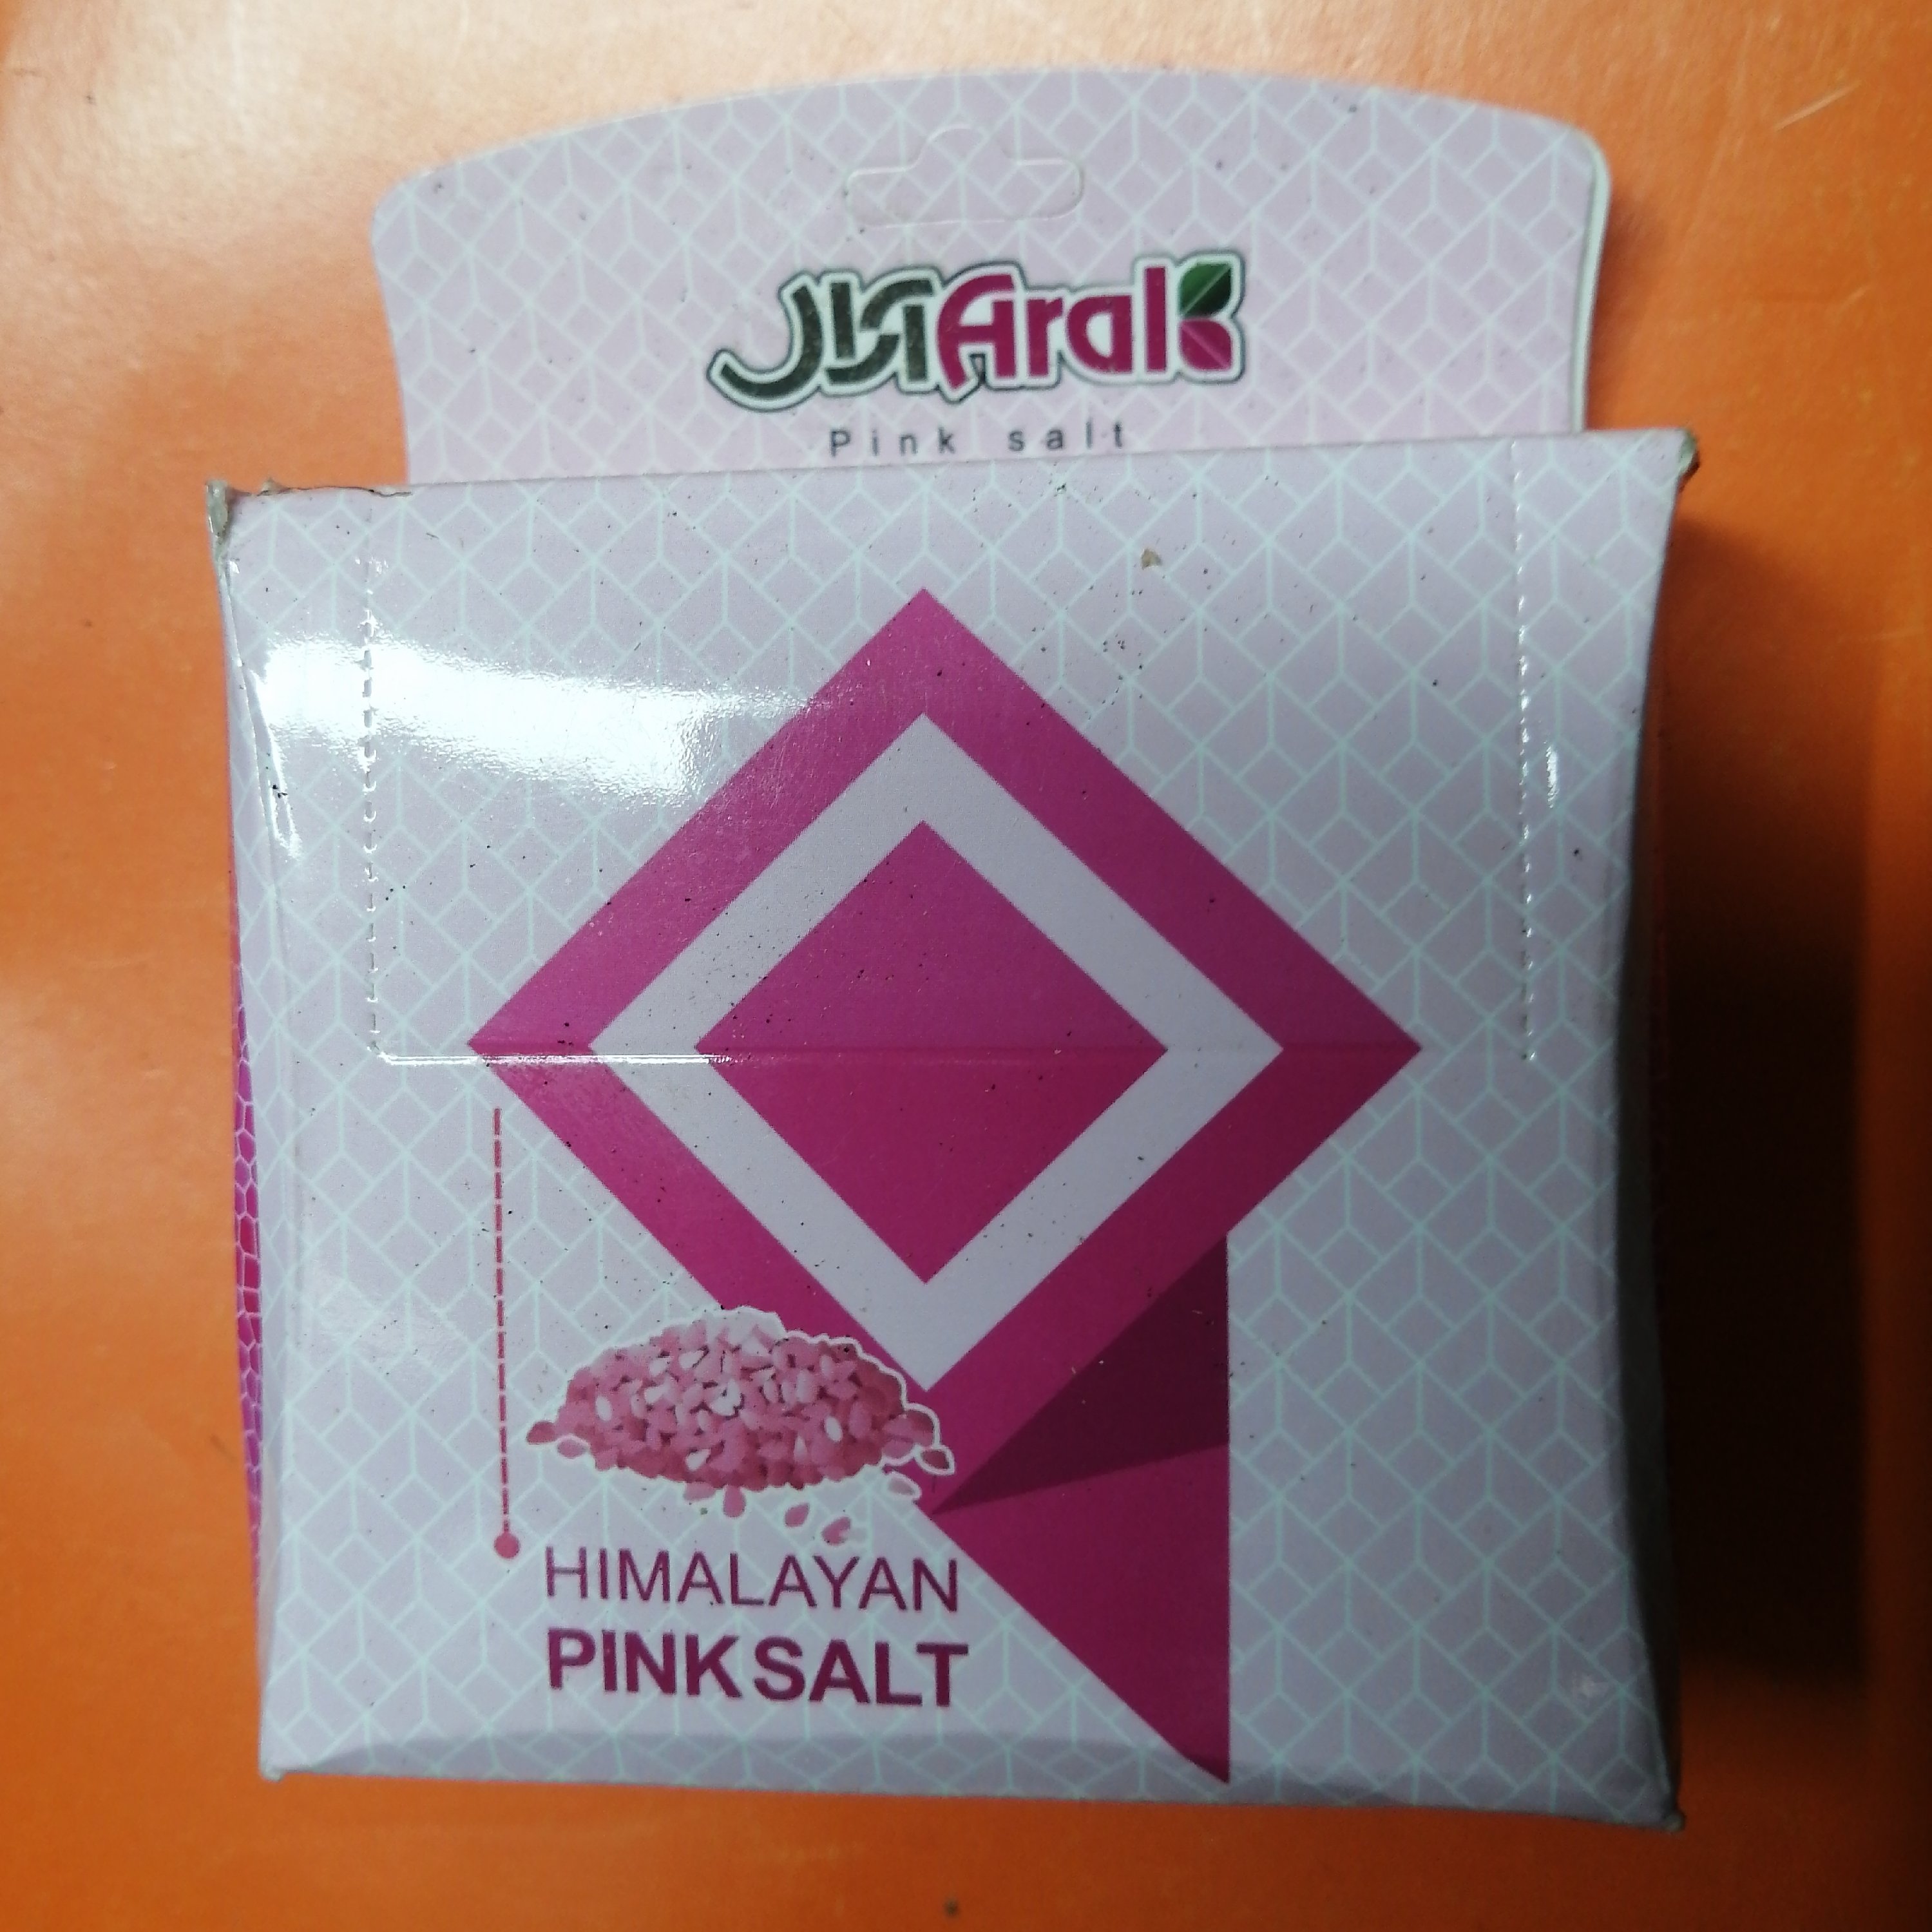 آرال Aral
Pink salt
HIMALAYAN
PINK SALT